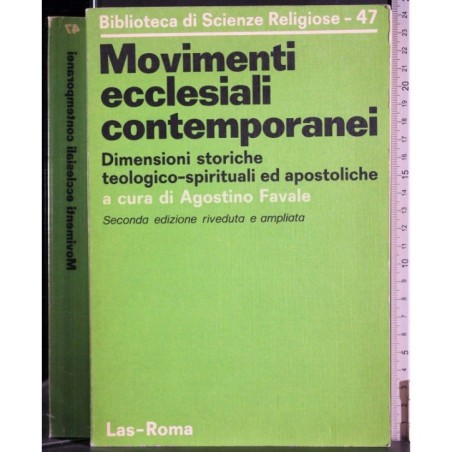 Biblioteca di Scienze Religiose - 47
Movimenti
ecclesiali
contemporanei
Dimensioni storiche
teologico-spirituali ed apostoliche
a cura di Agostino Favale
Seconda edizione riveduta e ampliata
Las-Roma
47
Movimenti ecclesiali contemporanei